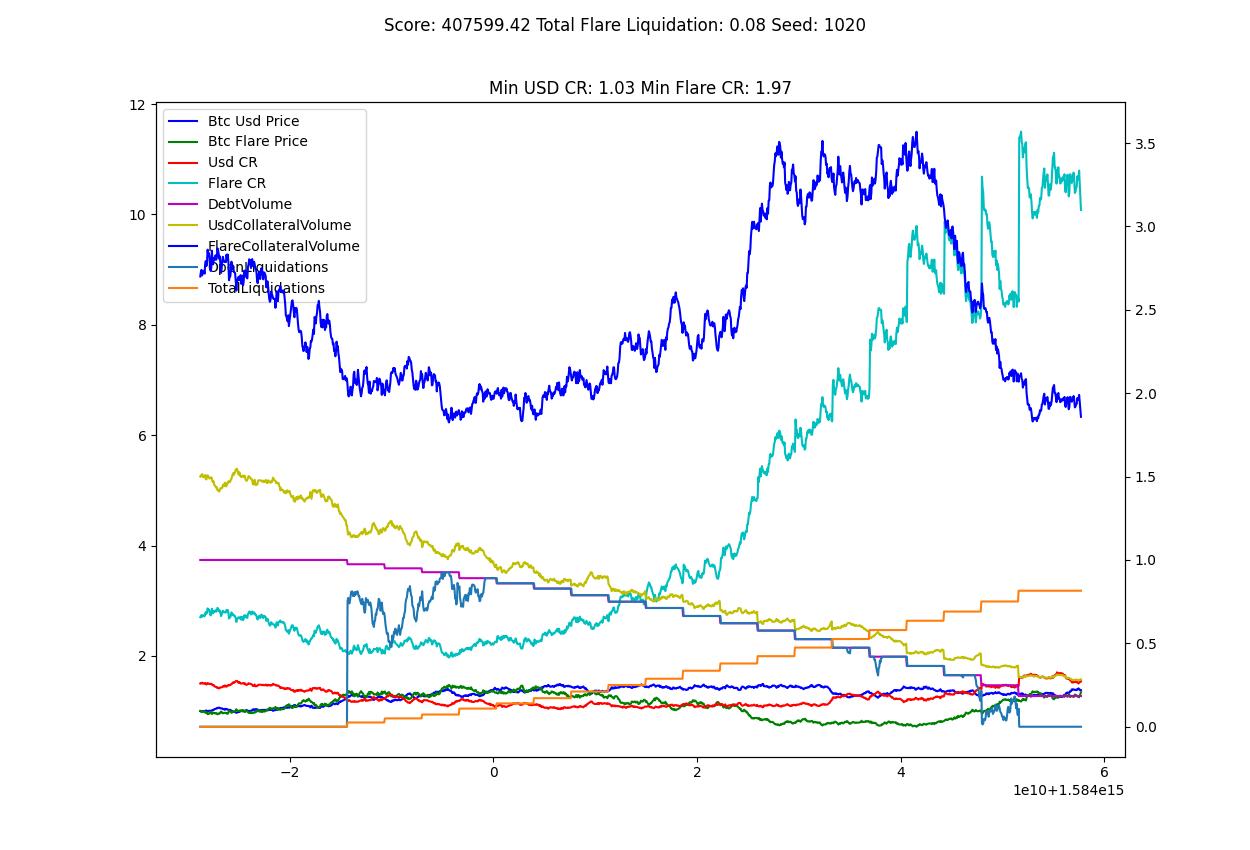 Score: 407599.42 Total Flare Liquidation: 0.08 Seed: 1020
Min USD CR: 1.03 Min Flare CR: 1.97
Btc Usd Price
Btc Flare Price
Usd CR
Flare CR
DebtVolume
UsdCollateralVolume
FlareCollateralVolume
OpenLiquidations
TotalLiquidations
12
10
8
6
4
2
3.5
3.0
2.5
2.0
1.5
1.0
0.5
0.0
−2
0
2
4
6
1e10+1.584e15